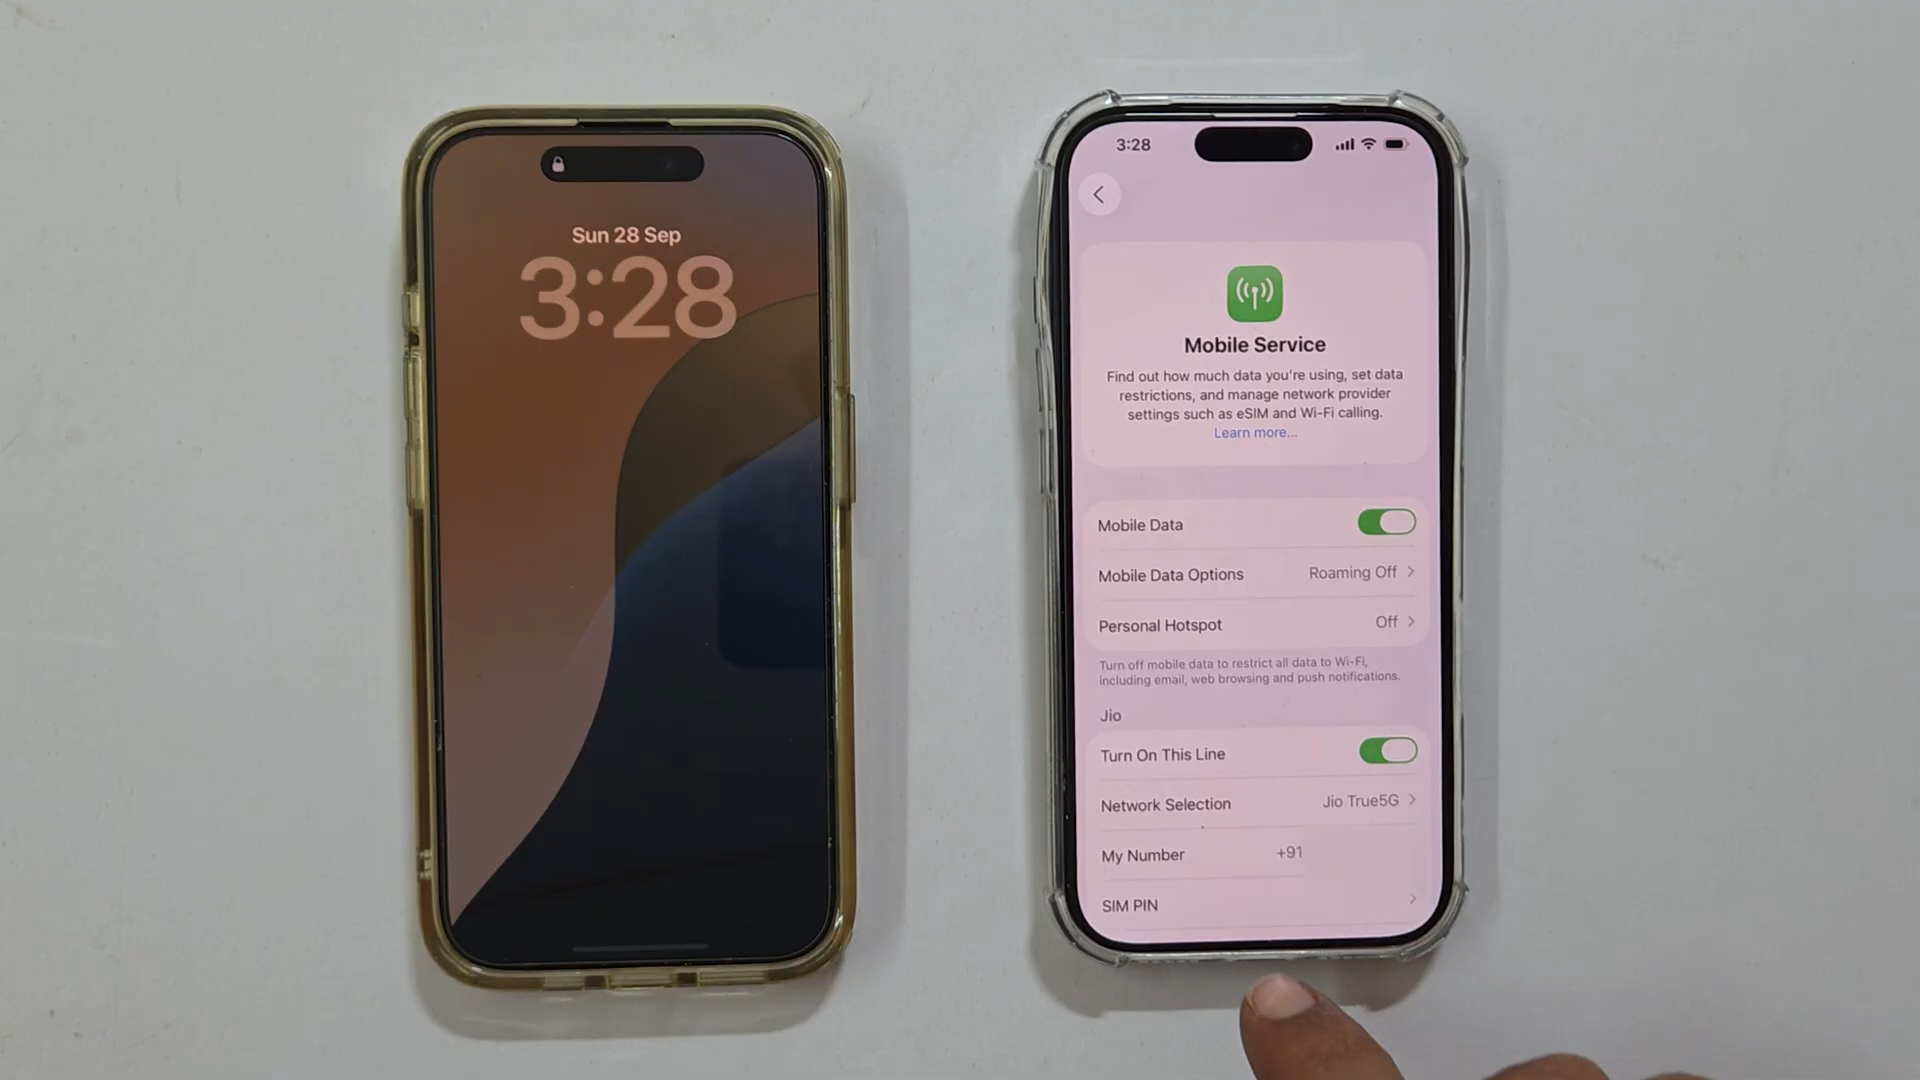 Sun 28 Sep
3:28
3:28
Mobile Service
Find out how much data you're using, set data
restrictions, and manage network provider
settings such as eSIM and Wi-Fi calling.
Learn more...
Mobile Data
Mobile Data Options Roaming Off
Personal Hotspot Off
Turn off mobile data to restrict all data to Wi-Fi,
including email, web browsing and push notifications.
Jio
Turn On This Line
Network Selection Jio True5G
My Number +91
SIM PIN